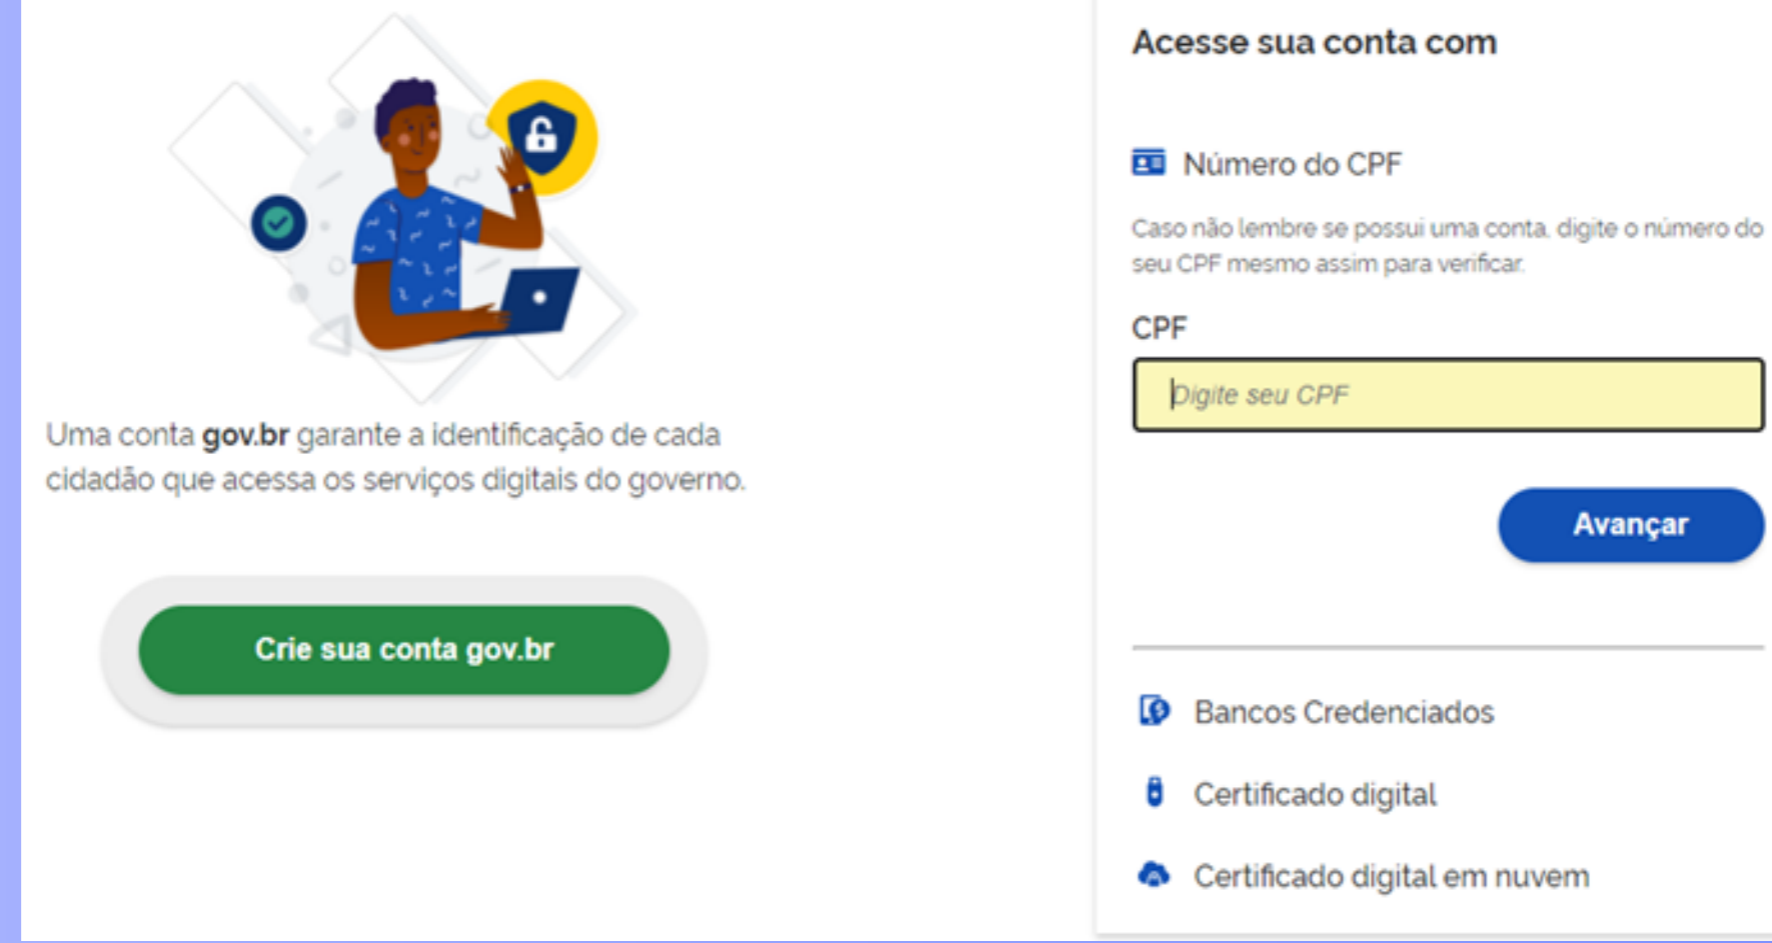 Uma conta gov.br garante a identificação de cada
cidadão que acessa os serviços digitais do governo.
Crie sua conta gov.br
Acesse sua conta com
Número do CPF
Caso não lembre se possui uma conta, digite o número do
seu CPF mesmo assim para verificar.
CPF
Digite seu CPF
Avançar
Bancos Credenciados
Certificado digital
Certificado digital em nuvem